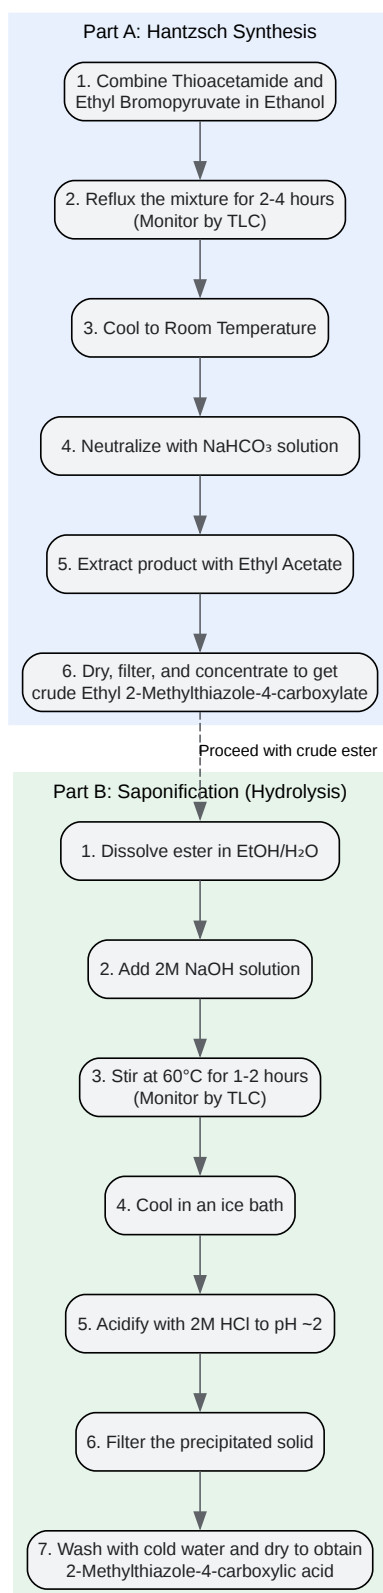 Part A: Hantzsch Synthesis
1. Combine Thioacetamide and
Ethyl Bromopyruvate in Ethanol
2. Reflux the mixture for 2-4 hours
(Monitor by TLC)
3. Cool to Room Temperature
4. Neutralize with NaHCO₃ solution
5. Extract product with Ethyl Acetate
6. Dry, filter, and concentrate to get
crude Ethyl 2-Methylthiazole-4-carboxylate
Proceed with crude ester
Part B: Saponification (Hydrolysis)
1. Dissolve ester in EtOH/H₂O
2. Add 2M NaOH solution
3. Stir at 60°C for 1-2 hours
(Monitor by TLC)
4. Cool in an ice bath
5. Acidify with 2M HCl to pH ~2
6. Filter the precipitated solid
7. Wash with cold water and dry to obtain
2-Methylthiazole-4-carboxylic acid